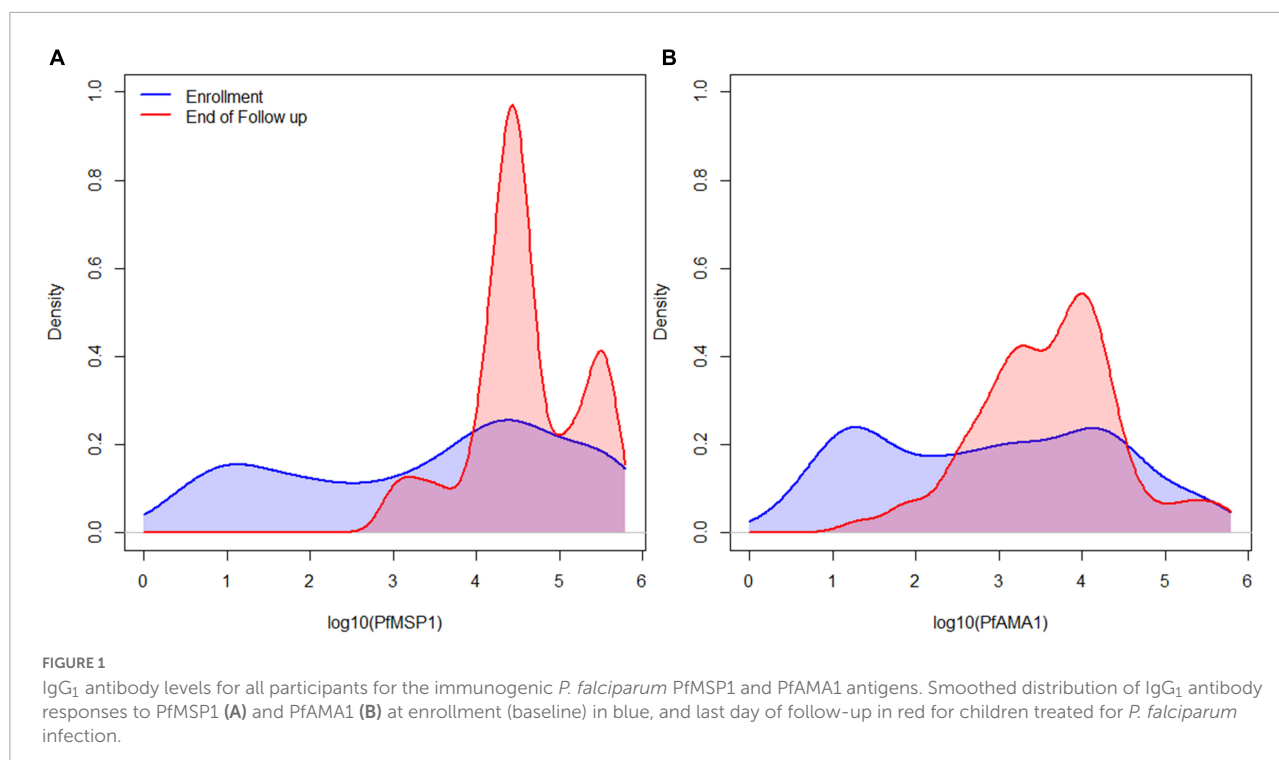 A
B
Enrollment
End of Follow up
Density
0.0
0.2
0.4
0.6
0.8
1.0
0 1 2 3 4 5 6
log10(PfMSP1)
Density
0.0
0.2
0.4
0.6
0.8
1.0
0 1 2 3 4 5 6
log10(PfAMA1)
FIGURE 1
IgG₁ antibody levels for all participants for the immunogenic P. falciparum PfMSP1 and PfAMA1 antigens. Smoothed distribution of IgG₁ antibody
responses to PfMSP1 (A) and PfAMA1 (B) at enrollment (baseline) in blue, and last day of follow-up in red for children treated for P. falciparum
infection.